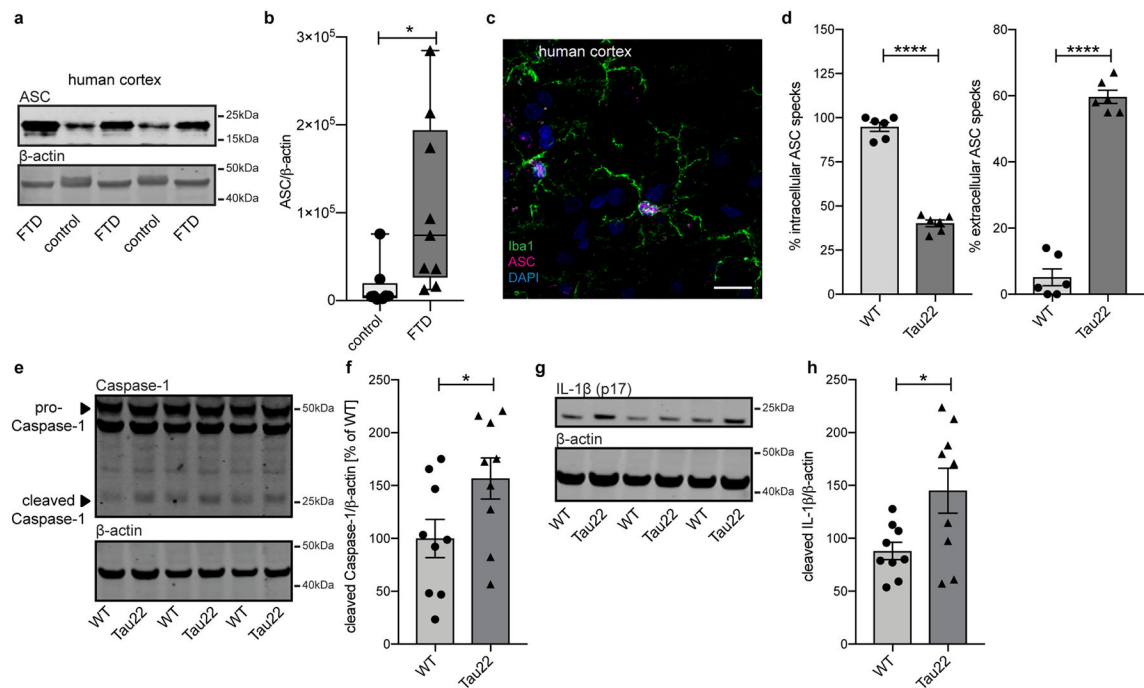 a
human cortex
ASC
25kDa
15kDa
β-actin
50kDa
40kDa
FTD
control
FTD
control
FTD
b
*
3×10⁵
2×10⁵
1×10⁵
0
ASC/β-actin
control
FTD
c
human cortex
Iba1
ASC
DAPI
d
****
150
100
50
0
% intracellular ASC specks
WT
Tau22
****
80
60
40
20
0
% extracellular ASC specks
WT
Tau22
e
Caspase-1
pro-
Caspase-1
50kDa
cleaved
Caspase-1
25kDa
β-actin
50kDa
40kDa
WT
Tau22
WT
Tau22
WT
Tau22
f
*
250
200
150
100
50
0
cleaved Caspase-1/β-actin [% of WT]
WT
Tau22
g
IL-1β (p17)
25kDa
β-actin
50kDa
40kDa
WT
Tau22
WT
Tau22
WT
Tau22
h
*
250
200
150
100
50
0
cleaved IL-1β/β-actin
WT
Tau22